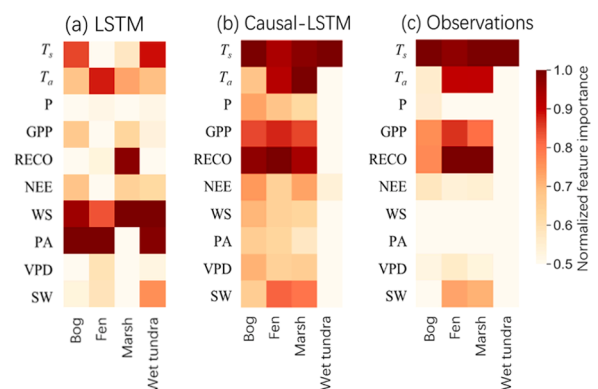 (a) LSTM
(b) Causal-LSTM
(c) Observations
Ts
Ta
P
GPP
RECO
NEE
WS
PA
VPD
SW
Bog
Fen
Marsh
Wet tundra
Ts
Ta
P
GPP
RECO
NEE
WS
PA
VPD
SW
Bog
Fen
Marsh
Wet tundra
Ts
Ta
P
GPP
RECO
NEE
WS
PA
VPD
SW
Bog
Fen
Marsh
Wet tundra
1.0
0.9
0.8
0.7
0.6
0.5
Normalized feature importance